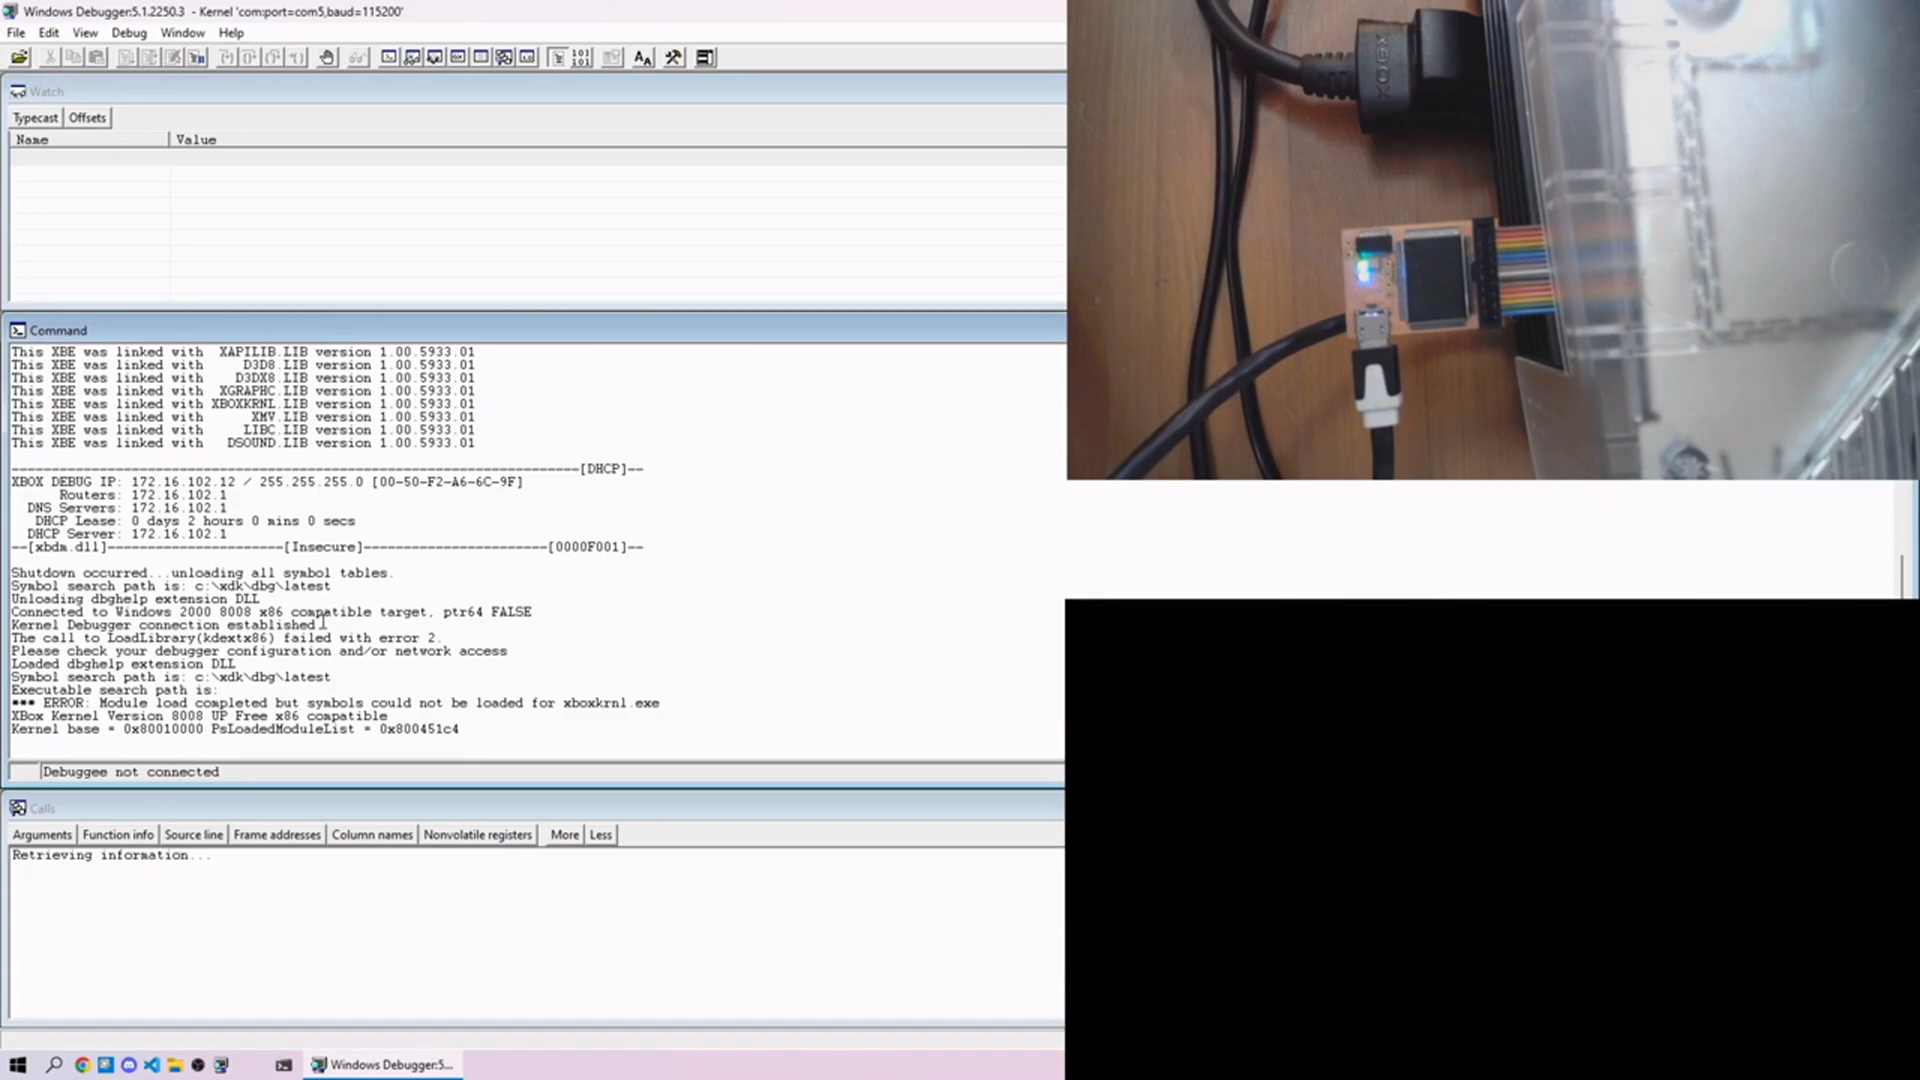 Windows Debugger:5.1.2250.3  - Kernel 'com:port=com5,baud=115200'
File Edit View Debug Window Help
Watch
Typecast Offsets
Name Value
Command
This XBE was linked with   XAPILIB.LIB version 1.00.5933.01
This XBE was linked with      D3D8.LIB version 1.00.5933.01
This XBE was linked with     D3DX8.LIB version 1.00.5933.01
This XBE was linked with   XGRAPHC.LIB version 1.00.5933.01
This XBE was linked with  XBOXKRNL.LIB version 1.00.5933.01
This XBE was linked with       XMV.LIB version 1.00.5933.01
This XBE was linked with      LIBC.LIB version 1.00.5933.01
This XBE was linked with    DSOUND.LIB version 1.00.5933.01
-----------------------------------------------------------------------[DHCP]--
XBOX DEBUG IP: 172.16.102.12 / 255.255.255.0 [00-50-F2-A6-6C-9F]
Routers: 172.16.102.1
DNS Servers: 172.16.102.1
DHCP Lease: 0 days 2 hours 0 mins 0 secs
DHCP Server: 172.16.102.1
--[xbdm.dll]----------------------[Insecure]-----------------------[0000F001]--
Shutdown occurred...unloading all symbol tables.
Symbol search path is: c:\xdk\dbg\latest
Unloading dbghelp extension DLL
Connected to Windows 2000 8008 x86 compatible target, ptr64 FALSE
Kernel Debugger connection established.
The call to LoadLibrary(kdextx86) failed with error 2.
Please check your debugger configuration and/or network access
Loaded dbghelp extension DLL
Symbol search path is: c:\xdk\dbg\latest
Executable search path is:
*** ERROR: Module load completed but symbols could not be loaded for xboxkrnl.exe
XBox Kernel Version 8008 UP Free x86 compatible
Kernel base = 0x80010000 PsLoadedModuleList = 0x800451c4
Debuggee not connected
Calls
Arguments Function info Source line Frame addresses Column names Nonvolatile registers More Less
Retrieving information...
Windows Debugger:5...
XBOX